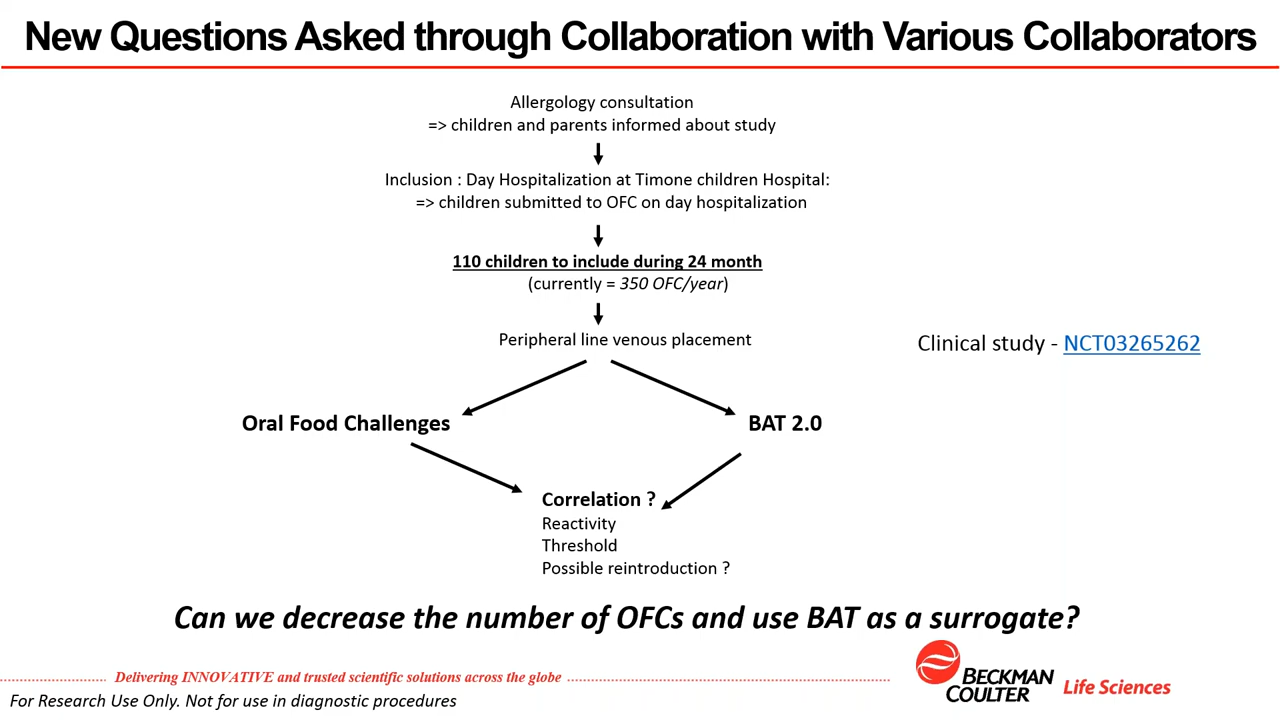 New Questions Asked through Collaboration with Various Collaborators
Allergology consultation
=> children and parents informed about study
Inclusion : Day Hospitalization at Timone children Hospital:
=> children submitted to OFC on day hospitalization
110 children to include during 24 month
(currently = 350 OFC/year)
Peripheral line venous placement
Clinical study - NCT03265262
Oral Food Challenges
BAT 2.0
Correlation ?
Reactivity
Threshold
Possible reintroduction ?
Can we decrease the number of OFCs and use BAT as a surrogate?
Delivering INNOVATIVE and trusted scientific solutions across the globe
For Research Use Only. Not for use in diagnostic procedures
BECKMAN
COULTER
Life Sciences